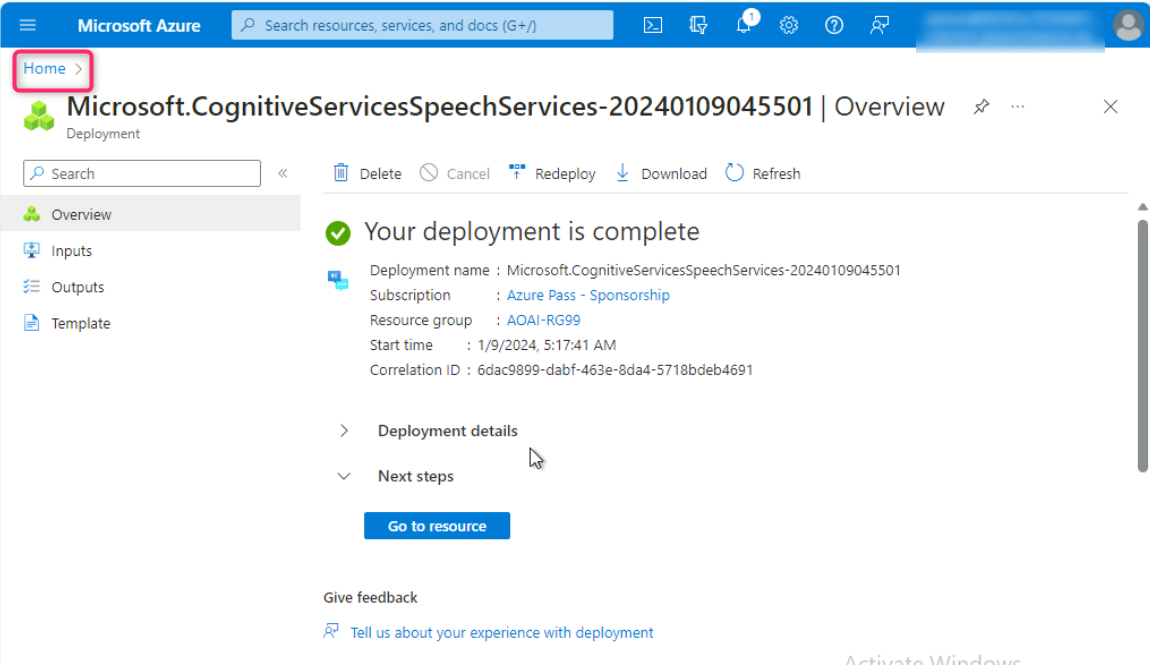 Microsoft Azure
Search resources, services, and docs (G+/)
1
Home >
Microsoft.CognitiveServicesSpeechServices-20240109045501 | Overview
Deployment
Search
Delete
Cancel
Redeploy
Download
Refresh
Overview
Inputs
Outputs
Template
Your deployment is complete
Deployment name : Microsoft.CognitiveServicesSpeechServices-20240109045501
Subscription : Azure Pass - Sponsorship
Resource group : AOAI-RG99
Start time : 1/9/2024, 5:17:41 AM
Correlation ID : 6dac9899-dabf-463e-8da4-5718bdeb4691
Deployment details
Next steps
Go to resource
Give feedback
Tell us about your experience with deployment
Activate Windows